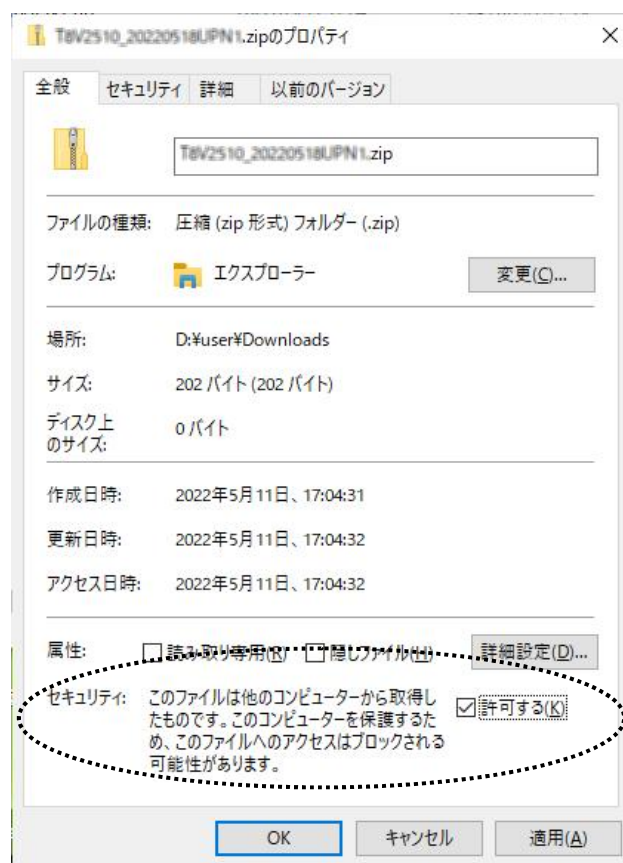 T8V2510_20220518UPN1.zipのプロパティ
全般 セキュリティ 詳細 以前のバージョン
T8V2510_20220518UPN1.zip
ファイルの種類: 圧縮 (zip 形式) フォルダー (.zip)
プログラム: エクスプローラー 変更(C)...
場所: D:¥user¥Downloads
サイズ: 202 バイト (202 バイト)
ディスク上
のサイズ: 0 バイト
作成日時: 2022年5月11日、17:04:31
更新日時: 2022年5月11日、17:04:32
アクセス日時: 2022年5月11日、17:04:32
属性: 読み取り専用(R) 隠しファイル(H) 詳細設定(D)...
セキュリティ: このファイルは他のコンピューターから取得し
たものです。このコンピューターを保護するた
め、このファイルへのアクセスはブロックされる
可能性があります。
許可する(K)
OK キャンセル 適用(A)